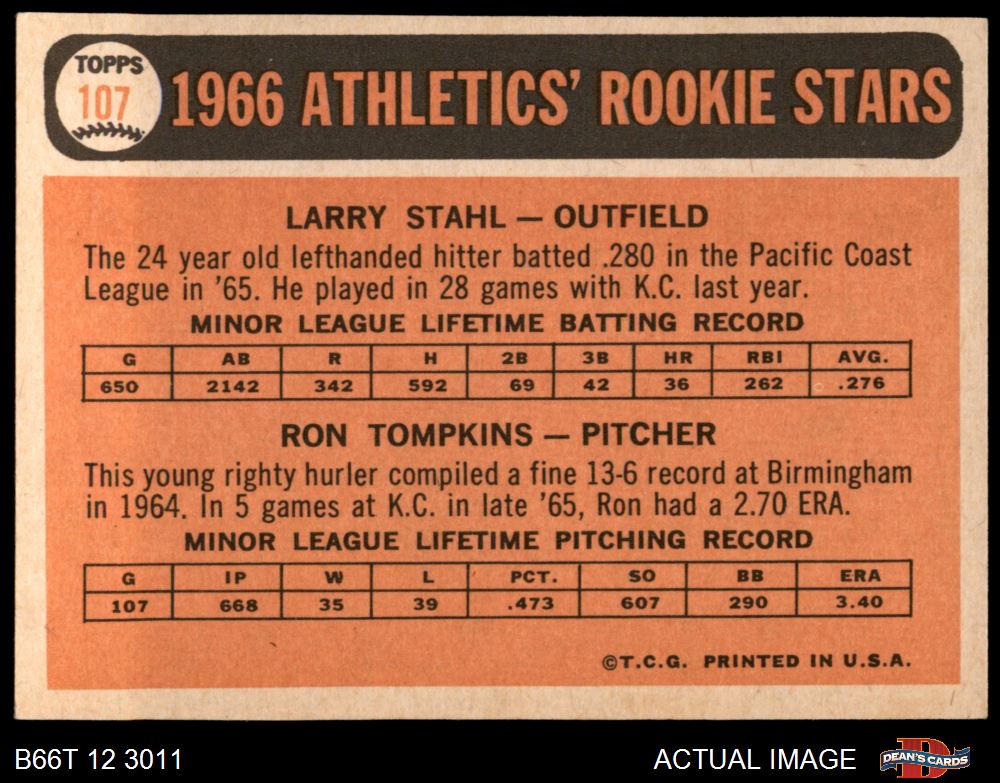 TOPPS
107
1966 ATHLETICS' ROOKIE STARS
LARRY STAHL — OUTFIELD
The 24 year old lefthanded hitter batted .280 in the Pacific Coast
League in '65. He played in 28 games with K.C. last year.
MINOR LEAGUE LIFETIME BATTING RECORD
G AB R H 2B 3B HR RBI AVG.
650 2142 342 592 69 42 36 262 .276
RON TOMPKINS — PITCHER
This young righty hurler compiled a fine 13-6 record at Birmingham
in 1964. In 5 games at K.C. in late '65, Ron had a 2.70 ERA.
MINOR LEAGUE LIFETIME PITCHING RECORD
G IP W L PCT. SO BB ERA
107 668 35 39 .473 607 290 3.40
©T.C.G. PRINTED IN U.S.A.
B66T 12 3011
ACTUAL IMAGE
DEAN'S CARDS